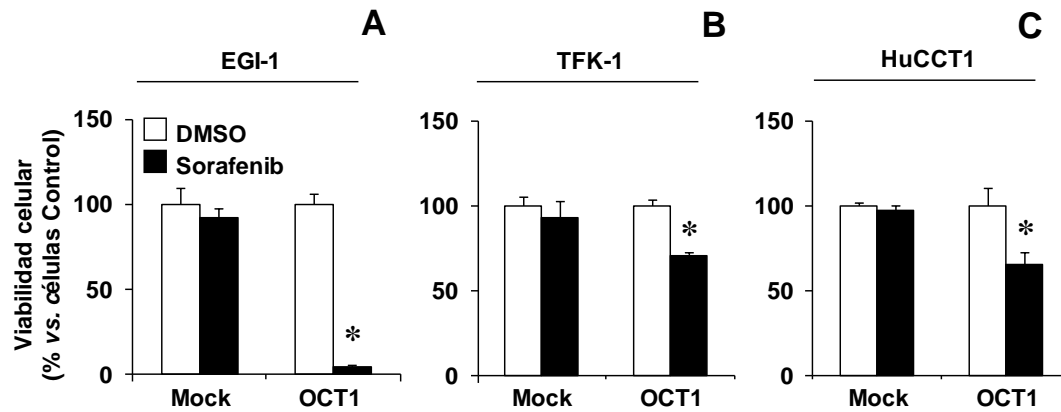 A
B
C
EGI-1
TFK-1
HuCCT1
Viabilidad celular
(% vs. células Control)
150
100
50
0
DMSO
Sorafenib
*
Mock
OCT1
150
100
50
0
*
Mock
OCT1
150
100
50
0
*
Mock
OCT1